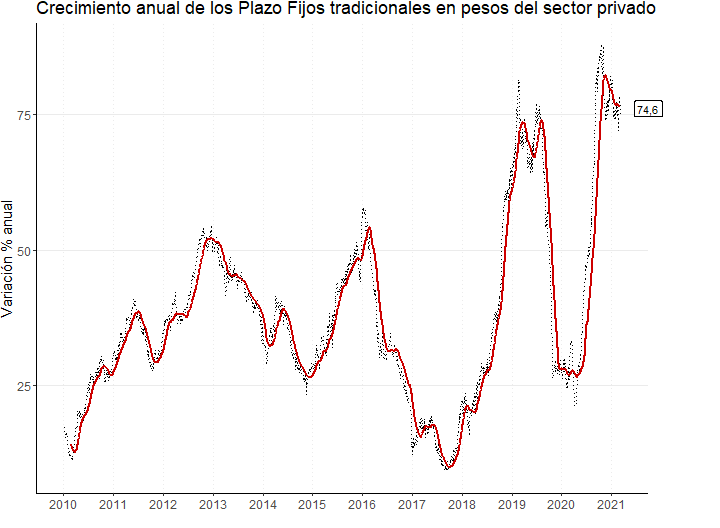 Crecimiento anual de los Plazo Fijos tradicionales en pesos del sector privado
Variación % anual
75
50
25
74,6
2010 2011 2012 2013 2014 2015 2016 2017 2018 2019 2020 2021